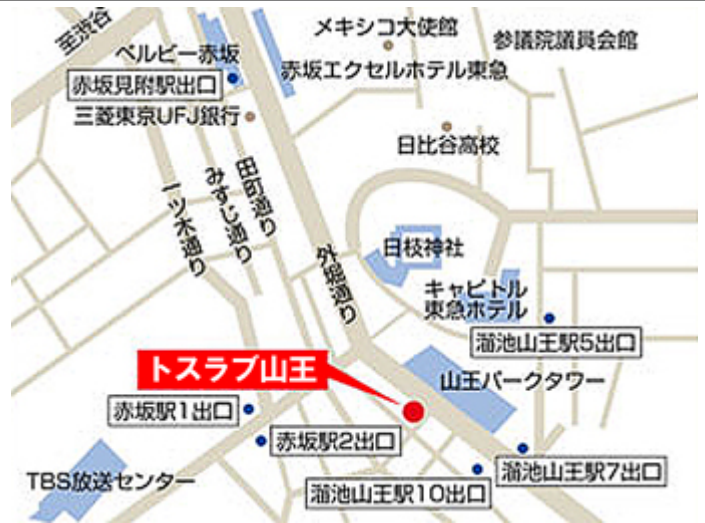 至渋谷
メキシコ大使館
参議院議員会館
ベルビー赤坂
赤坂エクセルホテル東急
赤坂見附駅出口
三菱東京UFJ銀行
日比谷高校
一ツ木通り
みすじ通り
田町通り
外堀通り
日枝神社
キャピトル
東急ホテル
溜池山王駅5出口
トスラブ山王
山王パークタワー
赤坂駅1出口
赤坂駅2出口
TBS放送センター
溜池山王駅7出口
溜池山王駅10出口